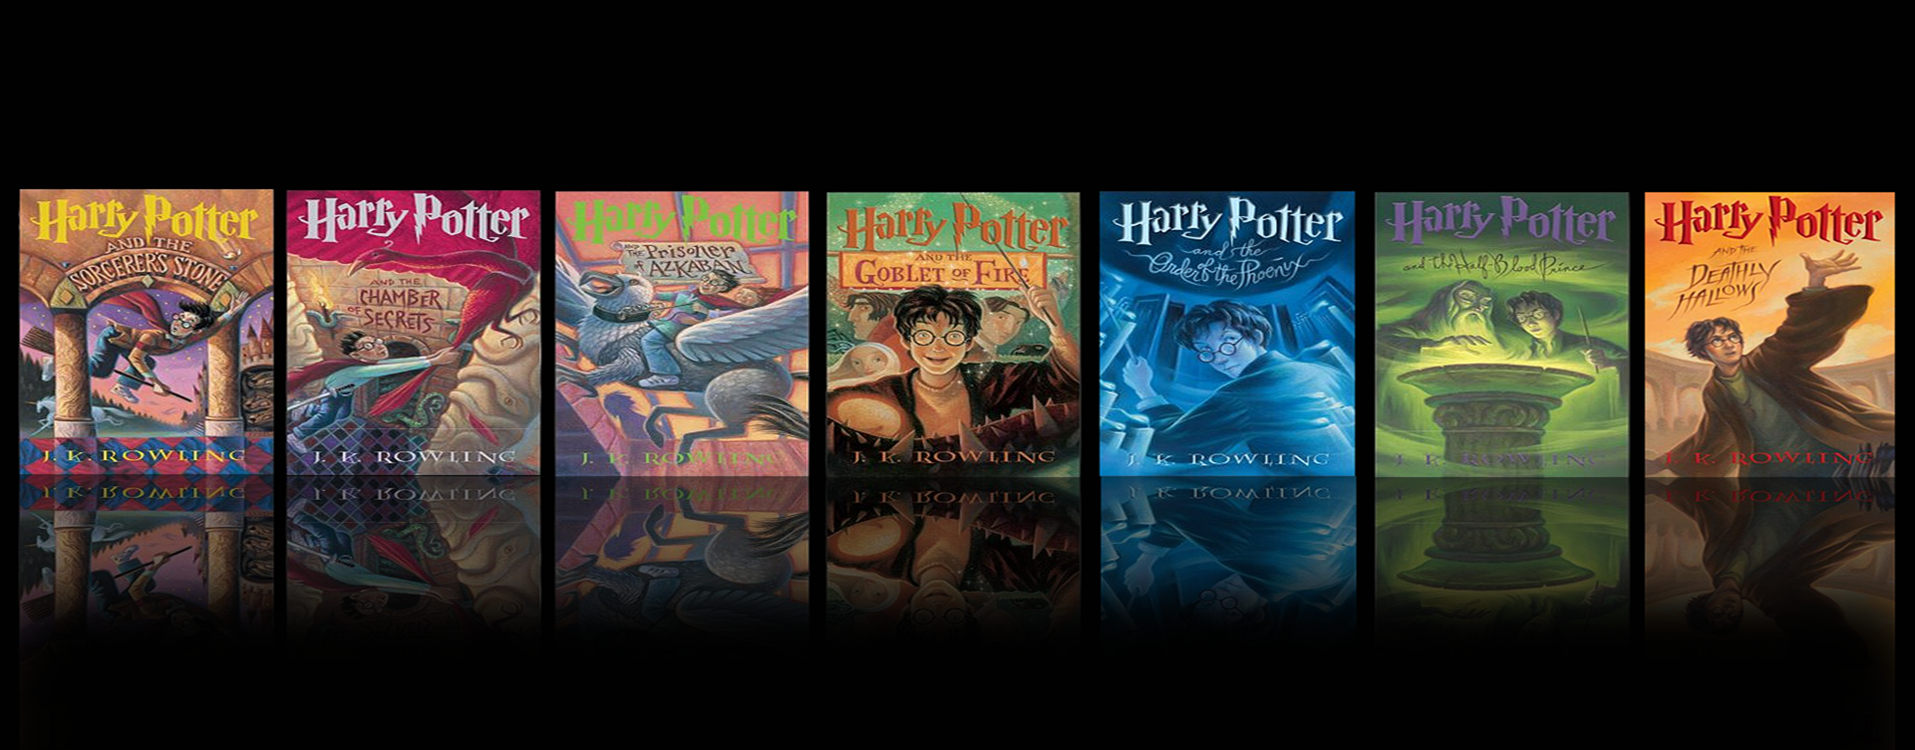 Harry Potter
AND THE
SORCERER'S STONE
J. K. ROWLING
Harry Potter
AND THE
CHAMBER
OF SECRETS
J. K. ROWLING
Harry Potter
AND THE Prisoner
of AZKABAN
J. K. ROWLING
Harry Potter
AND THE
GOBLET OF FIRE
J. K. ROWLING
Harry Potter
and the
Order of the Phoenix
J. K. ROWLING
Harry Potter
and the Half-Blood Prince
J. K. ROWLING
Harry Potter
AND THE
DEATHLY
HALLOWS
J. K. ROWLING